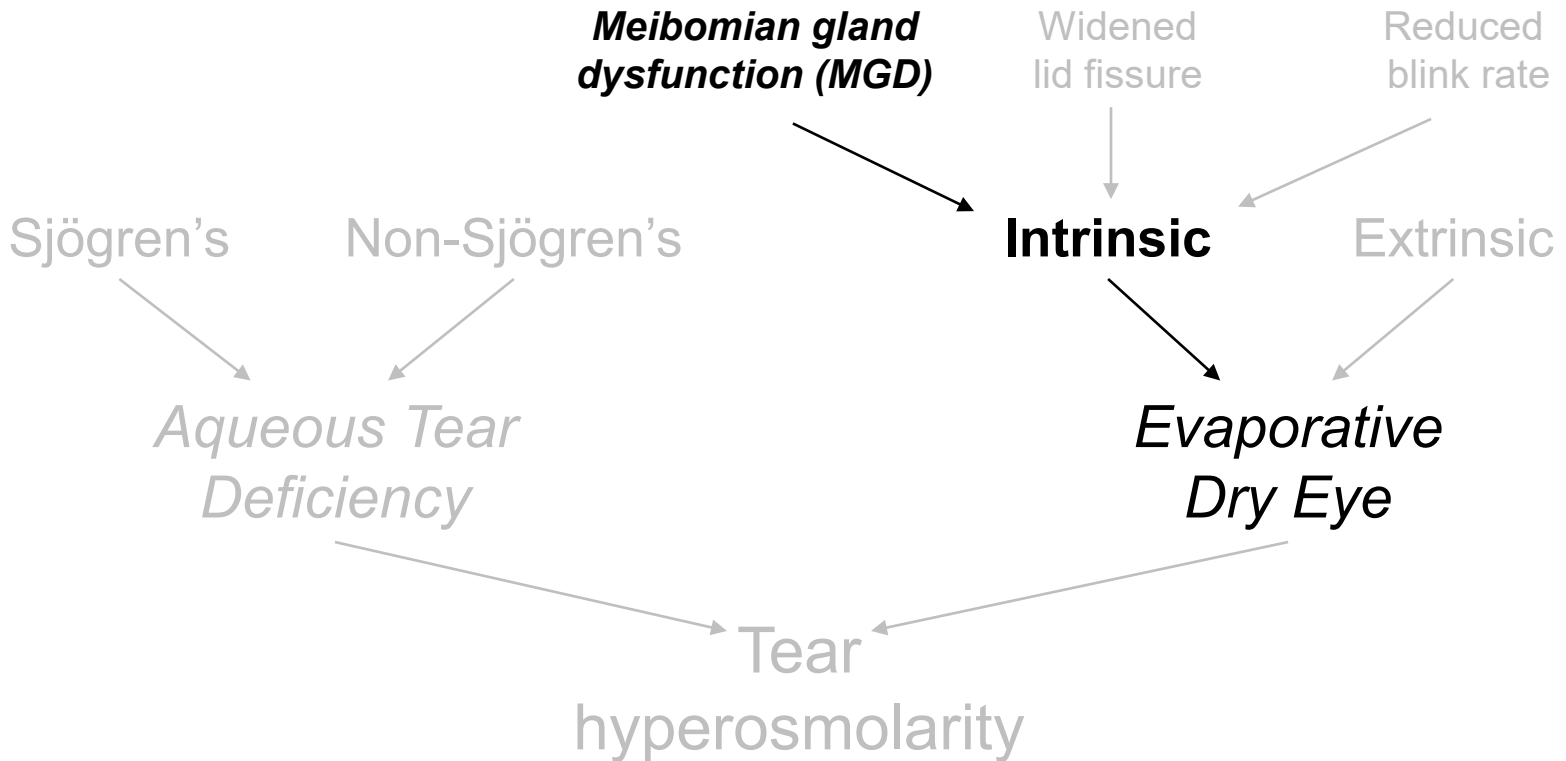 Meibomian gland
dysfunction (MGD)
Widened
lid fissure
Reduced
blink rate
Sjögren’s
Non-Sjögren’s
Intrinsic
Extrinsic
Aqueous Tear
Deficiency
Evaporative
Dry Eye
Tear
hyperosmolarity